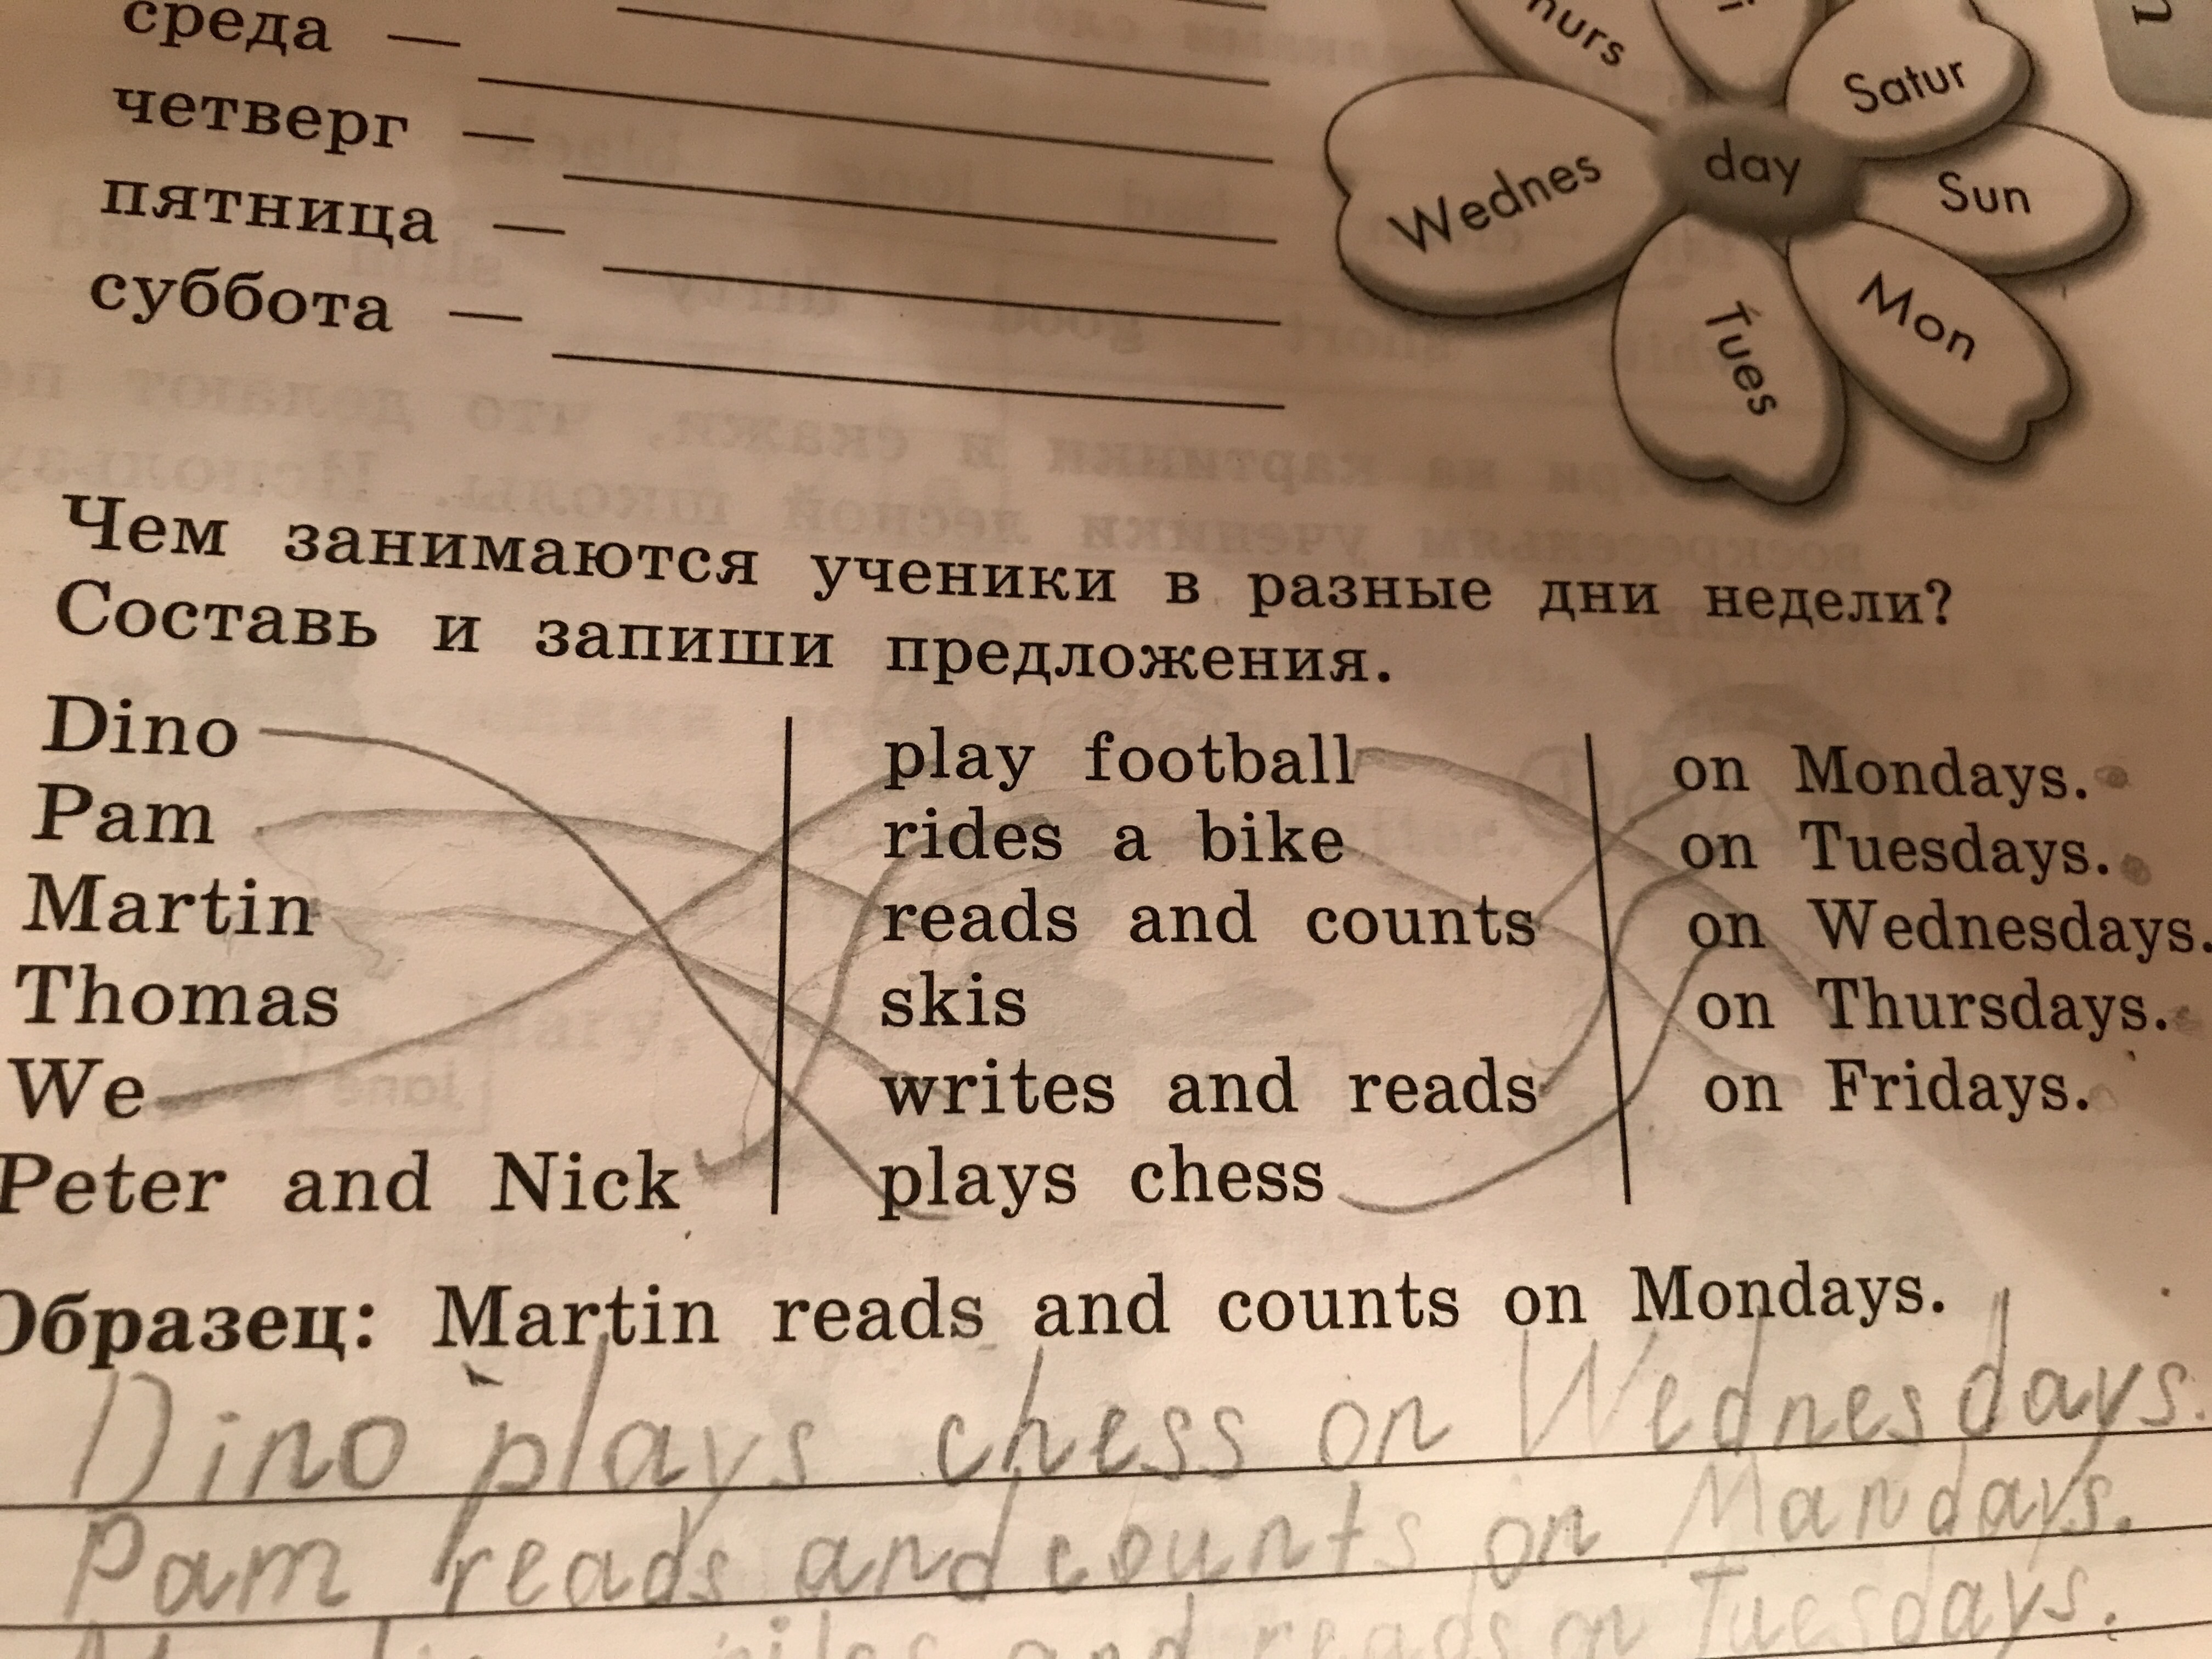 среда —
четверг —
пятница —
суббота —
hurs
Satur
Wednes
day
Sun
Mon
Tues
Чем занимаются ученики в разные дни недели?
Составь и запиши предложения.
Dino play football on Mondays.
Pam rides a bike on Tuesdays.
Martin reads and counts on Wednesdays.
Thomas skis on Thursdays.
We writes and reads on Fridays.
Peter and Nick plays chess
Образец: Martin reads and counts on Mondays.
Dino plays chess on Wednesdays.
Pam reads and counts on Mandays.
and reads on Tuesdays.